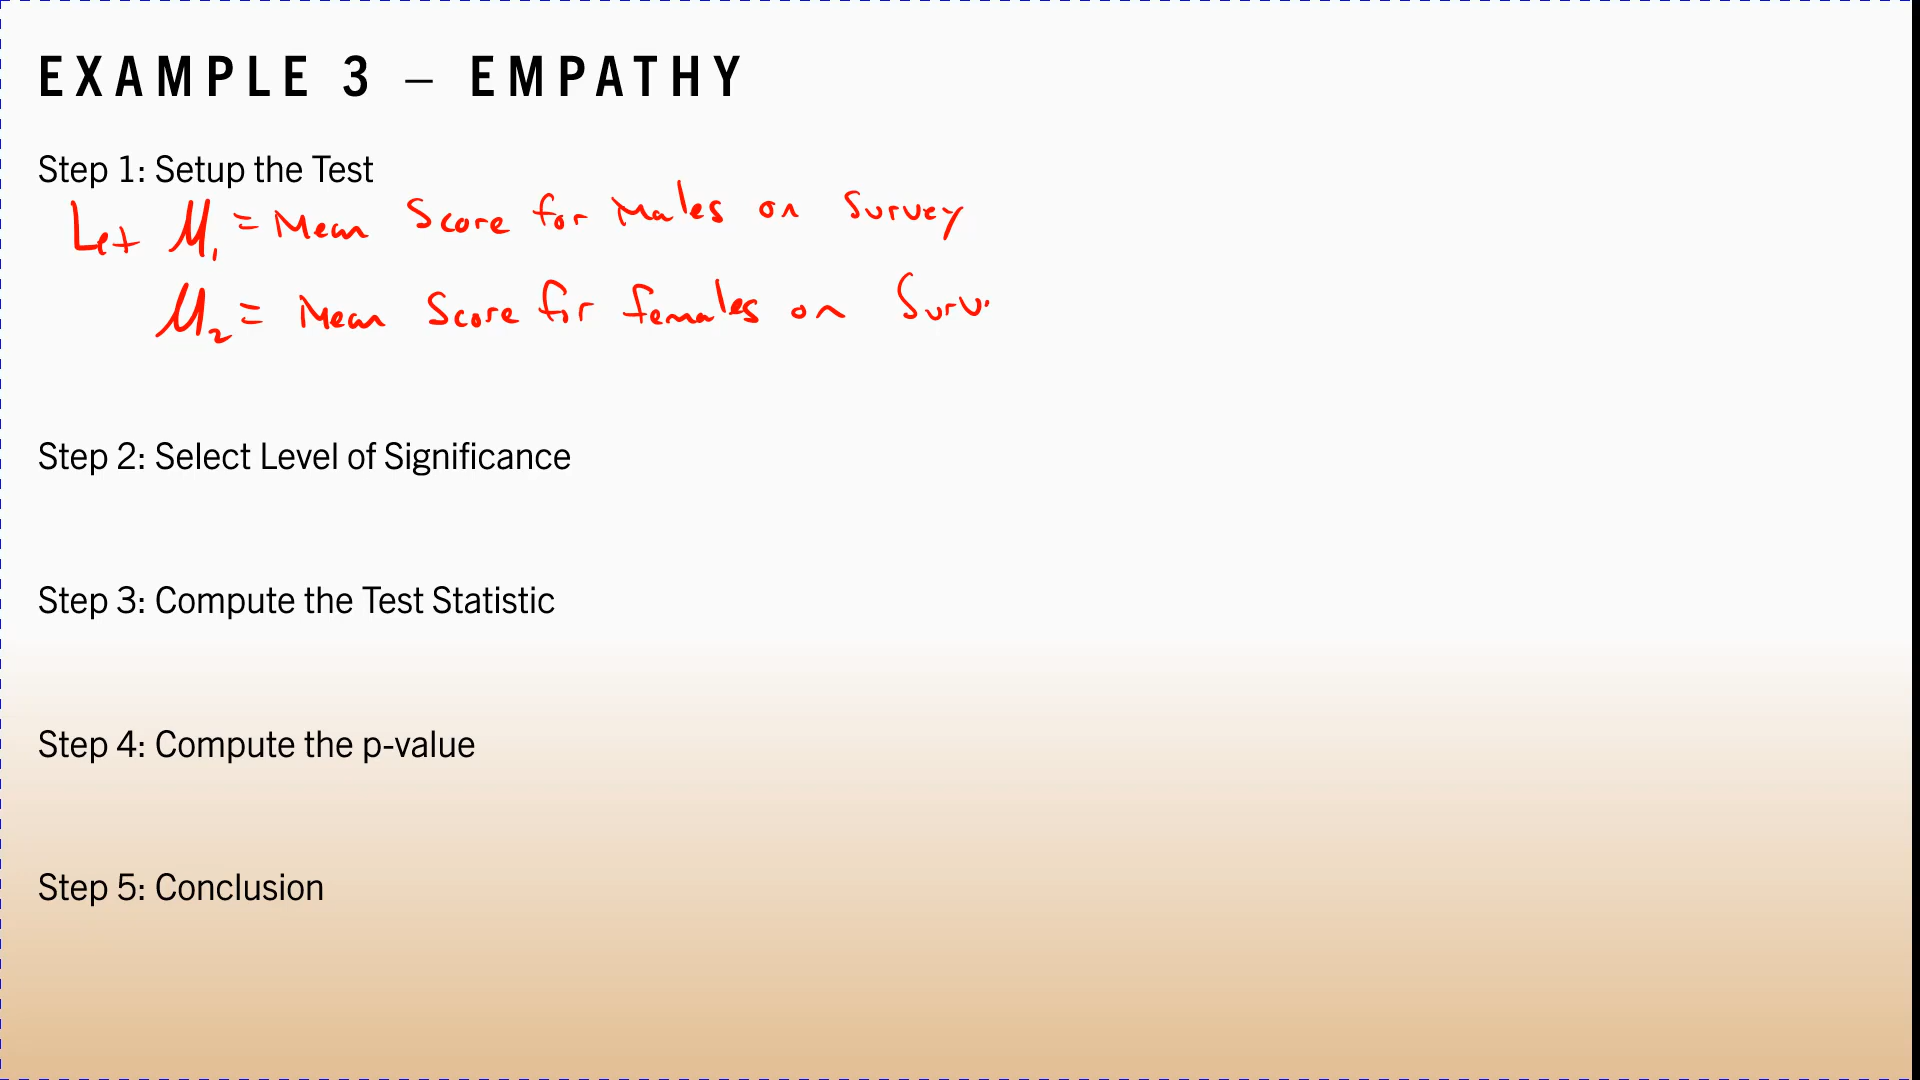 EXAMPLE 3 – EMPATHY
Step 1: Setup the Test
Let μ₁ = Mean Score for Males on Survey
μ₂ = Mean Score for females on Surv
Step 2: Select Level of Significance
Step 3: Compute the Test Statistic
Step 4: Compute the p-value
Step 5: Conclusion